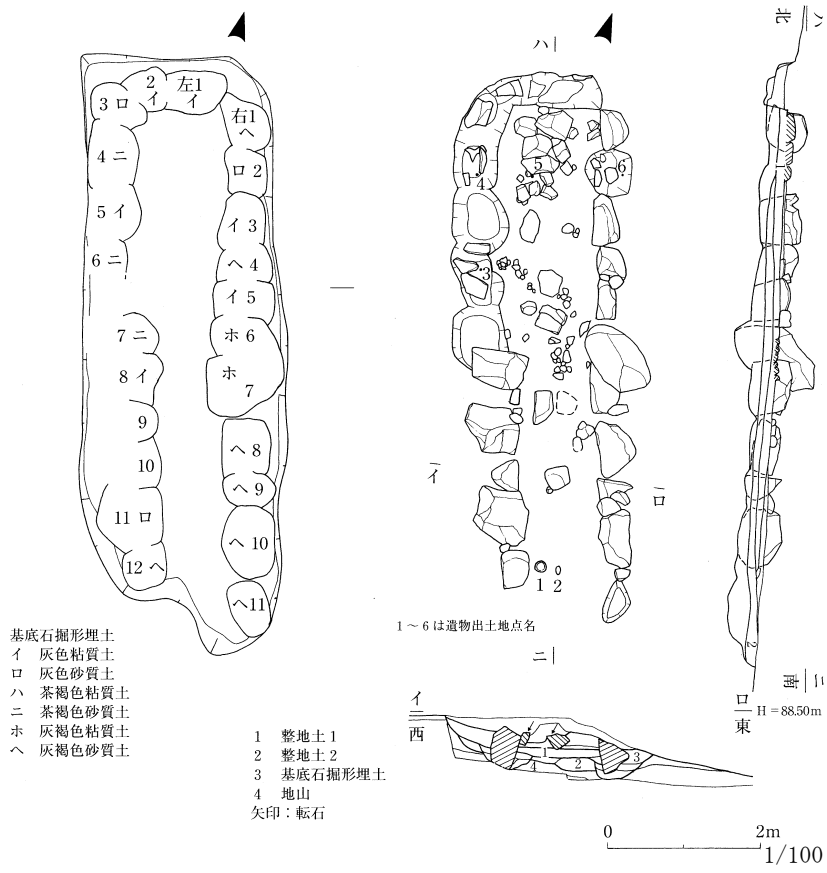 左1
イ
2
イ
3 ロ
4 ニ
5 イ
6 ニ
7 ニ
8 イ
9
10
11 ロ
12 ヘ
右1
ヘ
ロ 2
イ 3
ヘ 4
イ 5
ホ 6
ホ
7
ヘ 8
ヘ 9
ヘ 10
ヘ 11
基底石掘形埋土
イ 灰色粘質土
ロ 灰色砂質土
ハ 茶褐色粘質土
ニ 茶褐色砂質土
ホ 灰褐色粘質土
ヘ 灰褐色砂質土
ハ
5
6
4
3
イ
ロ
1 2
1～6は遺物出土地点名
ニ
ハ
北
2
ニ
南
イ
西
ロ
東
H＝88.50m
1
2
3
4
1 整地土1
2 整地土2
3 基底石掘形埋土
4 地山
矢印：転石
0 2m
1/100